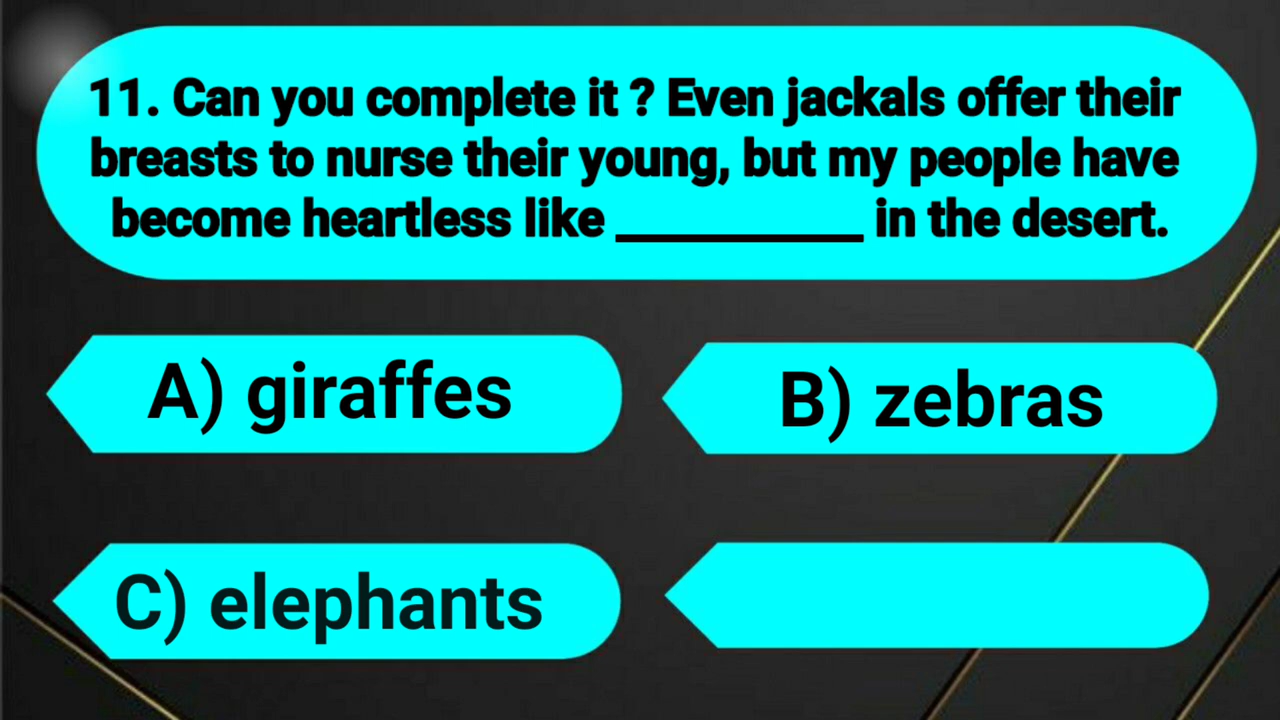 11. Can you complete it ? Even jackals offer their
breasts to nurse their young, but my people have
become heartless like __________ in the desert.
A) giraffes
B) zebras
C) elephants